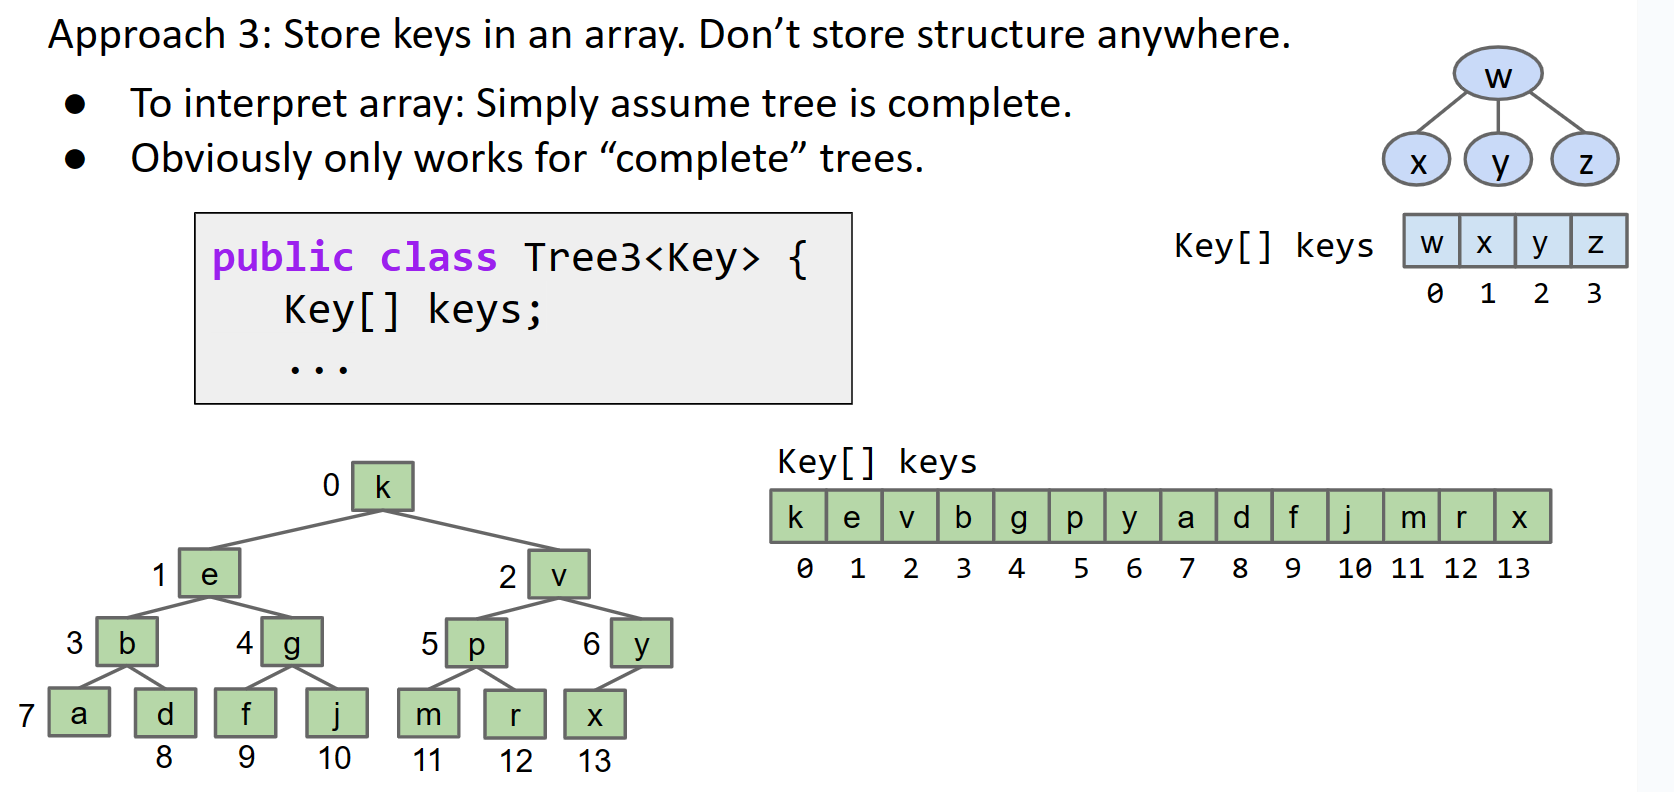 Approach 3: Store keys in an array. Don’t store structure anywhere.
● To interpret array: Simply assume tree is complete.
● Obviously only works for “complete” trees.
w
x y z
Key[] keys w x y z
0 1 2 3
public class Tree3<Key> {
Key[] keys;
...
Key[] keys
k e v b g p y a d f j m r x
0 1 2 3 4 5 6 7 8 9 10 11 12 13
0 k
1 e 2 v
3 b 4 g 5 p 6 y
7 a d f j m r x
8 9 10 11 12 13